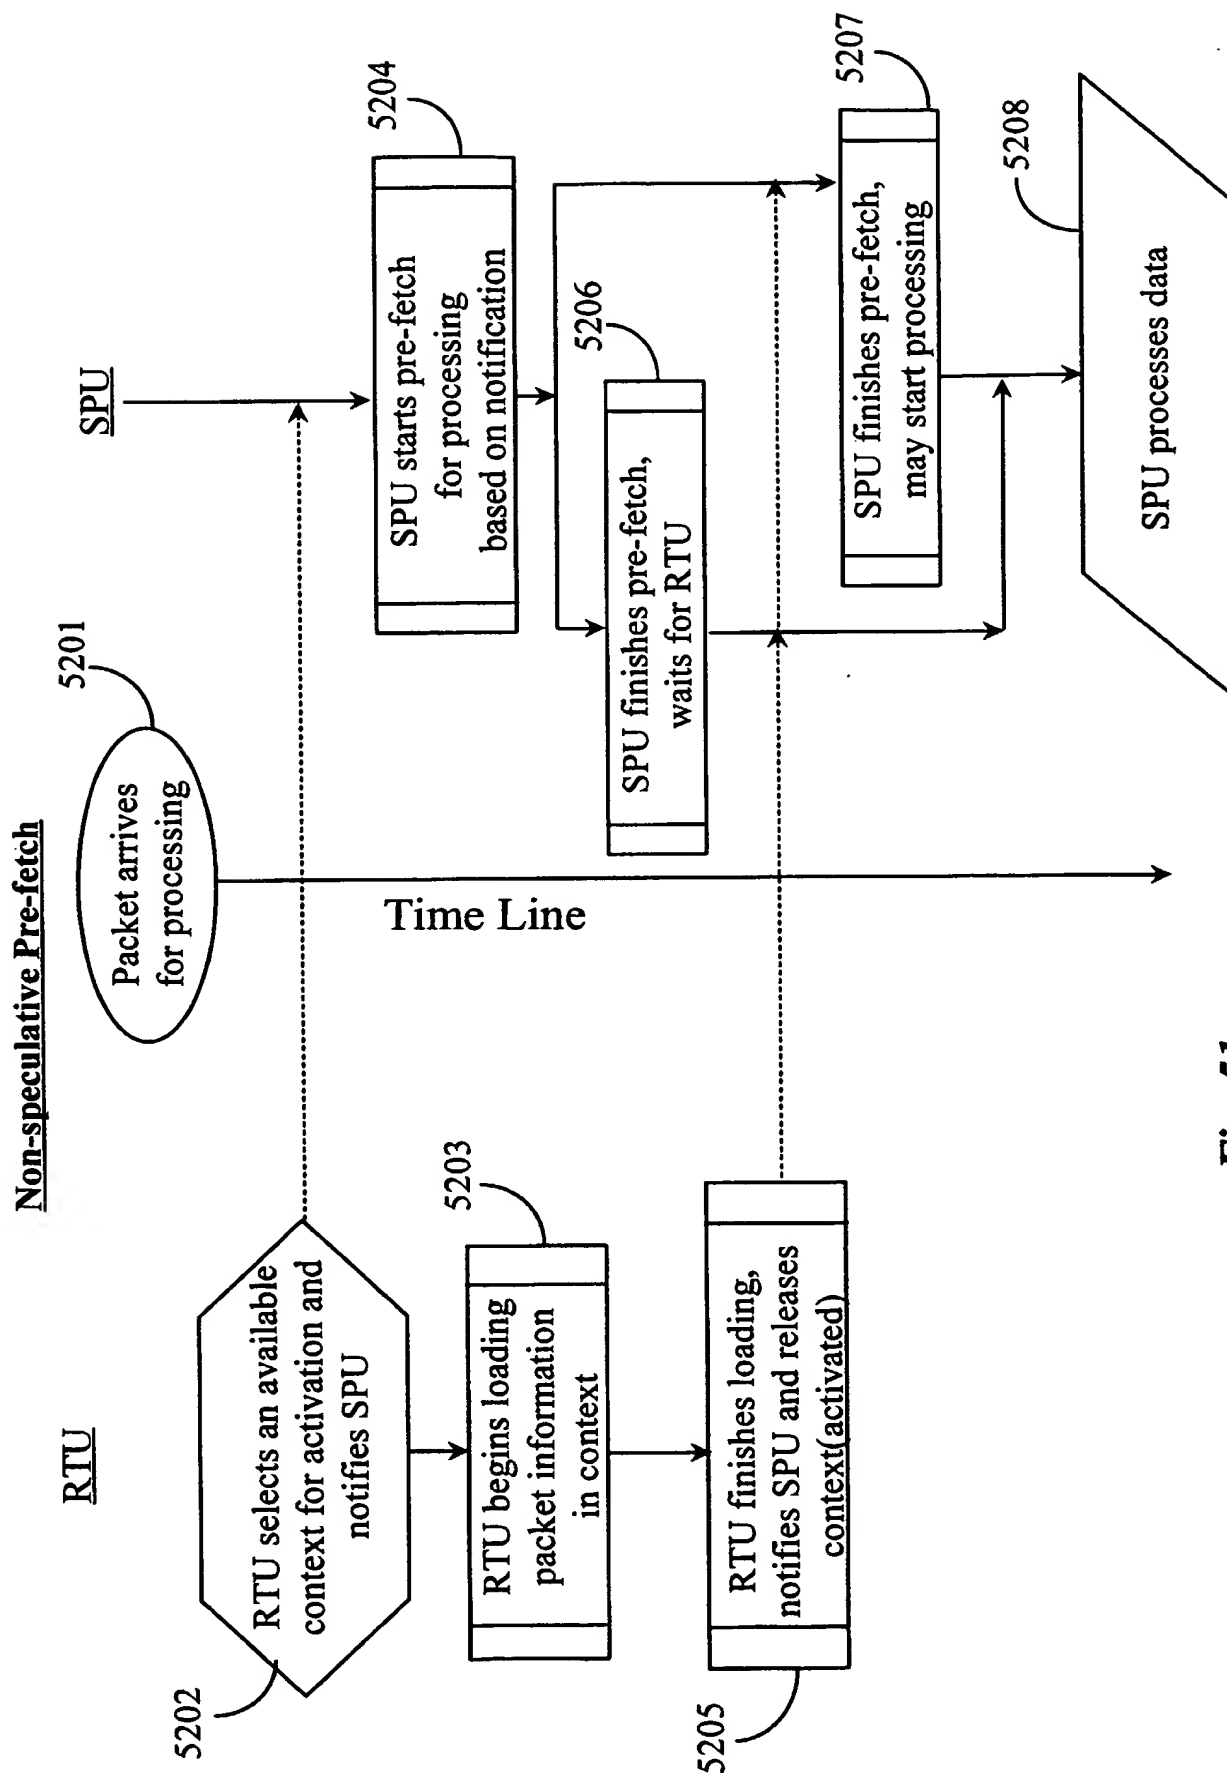 Non-speculative Pre-fetch
RTU
SPU
Packet arrives
for processing
5201
RTU selects an available
context for activation and
notifies SPU
5202
SPU starts pre-fetch
for processing
based on notification
5204
Time Line
RTU begins loading
packet information
in context
5203
SPU finishes pre-fetch,
waits for RTU
5206
RTU finishes loading,
notifies SPU and releases
context(activated)
5205
SPU finishes pre-fetch,
may start processing
5207
SPU processes data
5208